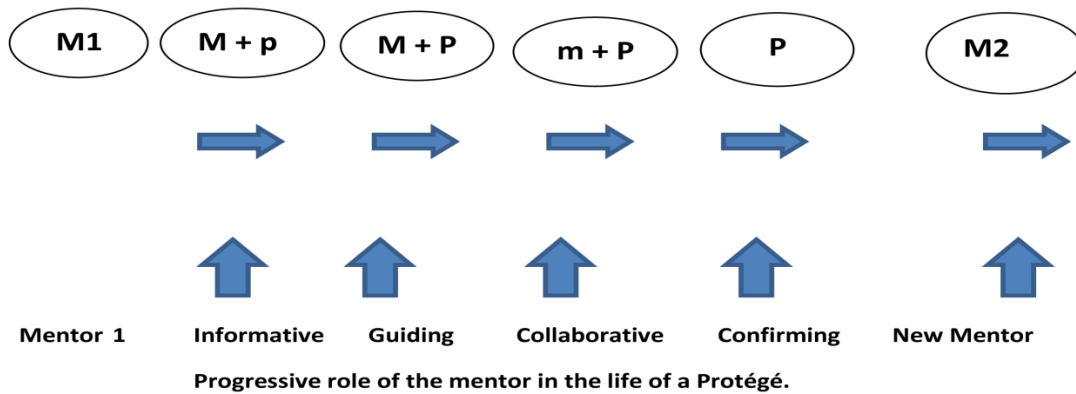 M1 M + p M + P m + P P M2
Mentor 1 Informative Guiding Collaborative Confirming New Mentor
Progressive role of the mentor in the life of a Protégé.